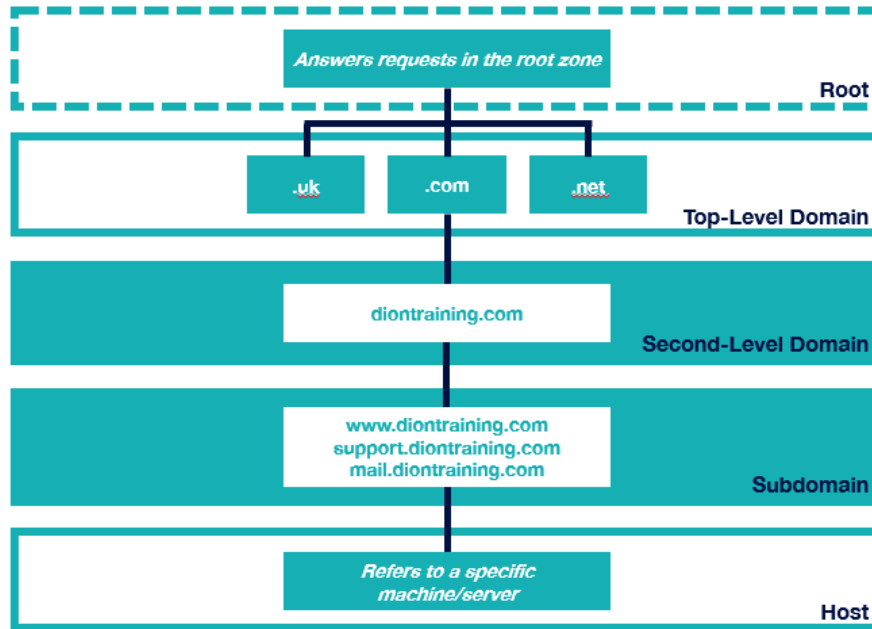 Answers requests in the root zone
Root
.uk
.com
.net
Top-Level Domain
diontraining.com
Second-Level Domain
www.diontraining.com
support.diontraining.com
mail.diontraining.com
Subdomain
Refers to a specific
machine/server
Host